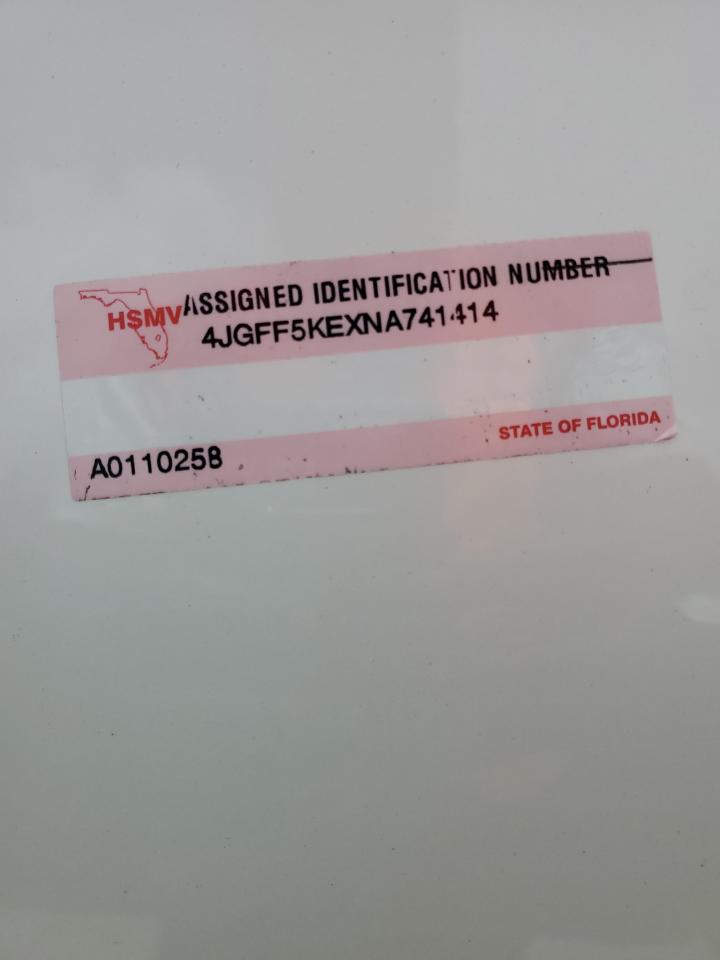 HSMV ASSIGNED IDENTIFICATION NUMBER
4JGFF5KEXNA741414
A0110258
STATE OF FLORIDA